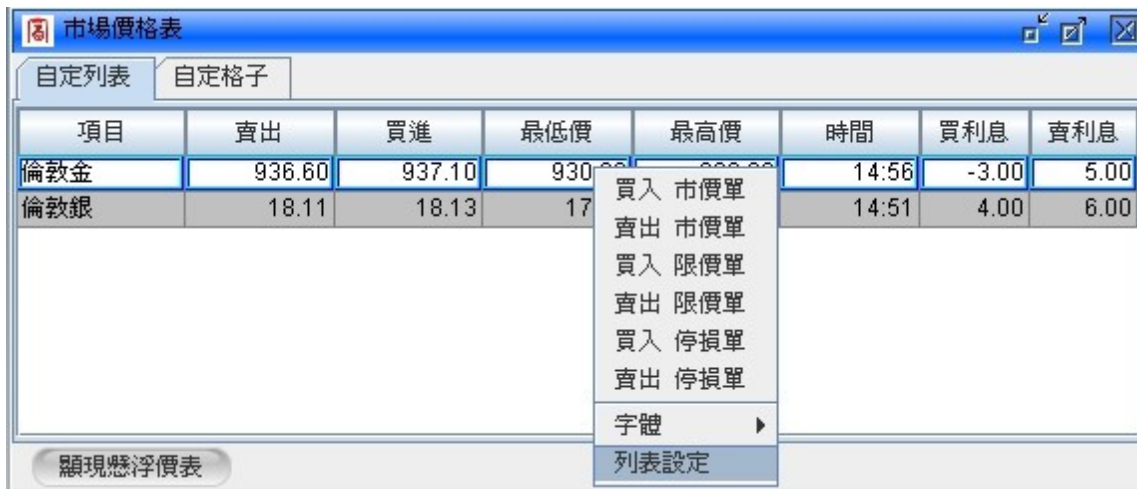 市場價格表
自定列表 自定格子
項目 賣出 買進 最低價 最高價 時間 買利息 賣利息
倫敦金 936.60 937.10 930 14:56 -3.00 5.00
倫敦銀 18.11 18.13 17 14:51 4.00 6.00
買入 市價單
賣出 市價單
買入 限價單
賣出 限價單
買入 停損單
賣出 停損單
字體
列表設定
顯現懸浮價表